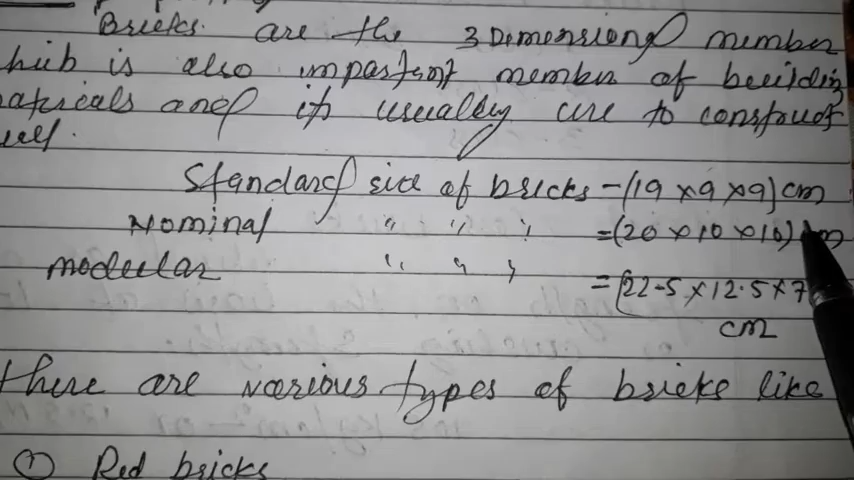 Bricks. are the 3 Dimensional member
hich is also important member of building
aterials and it usually use to construct
wall.
Standard size of bricks - (19 x 9 x 9) cm
Nominal " " " = (20 x 10 x 10) cm
modular " " " = (22.5 x 12.5 x 7
cm
There are various types of bricks like
① Red bricks